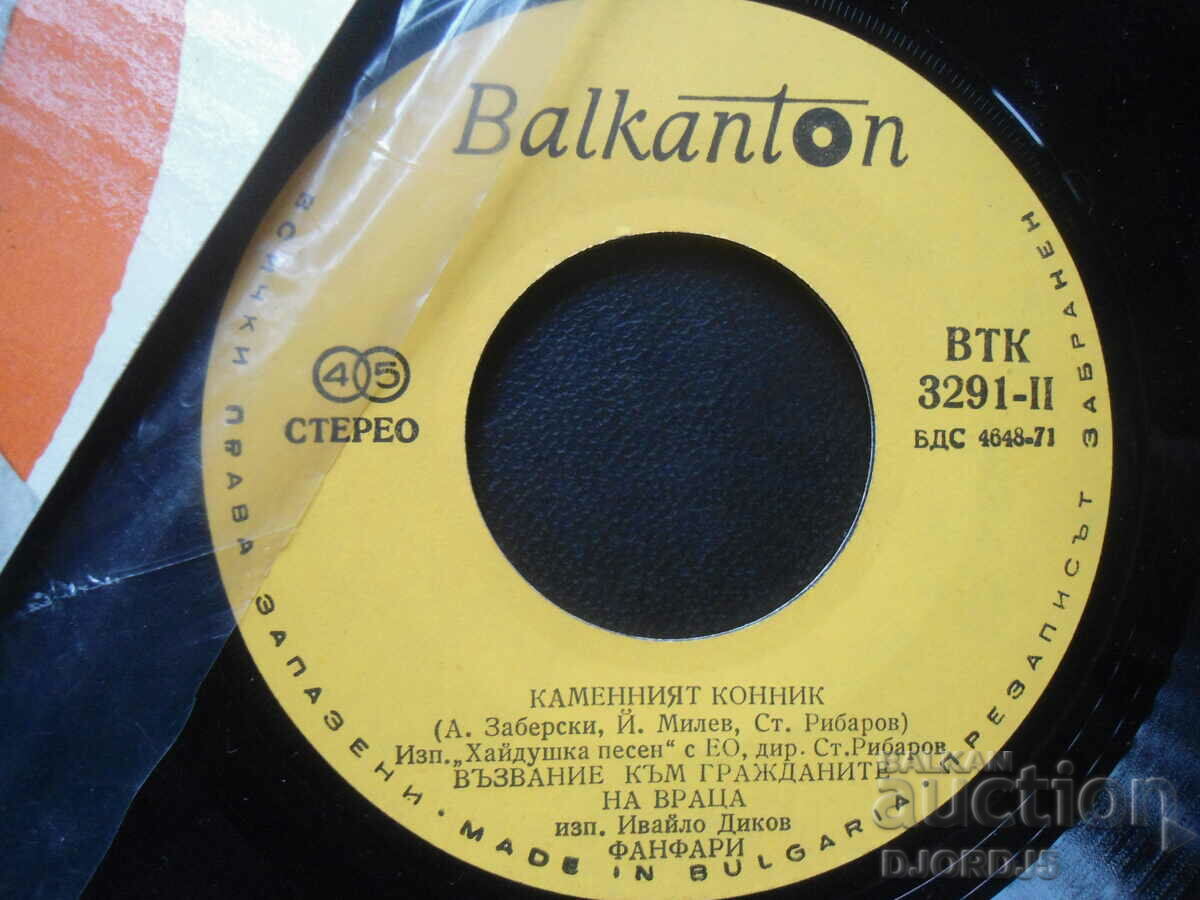 Balkanton
45
СТЕРЕО
ВТК
3291-II
БДС 4648-71
КАМЕННИЯТ КОННИК
(А. Заберски, Й. Милев, Ст. Рибаров)
Изп. „Хайдушка песен“ с ЕО, дир. Ст. Рибаров
ВЪЗВАНИЕ КЪМ ГРАЖДАНИТЕ
НА ВРАЦА
изп. Ивайло Диков
ФАНФАРИ
ВСИЧКИ ПРАВА ЗАПАЗЕНИ · MADE IN BULGARIA · ПРЕЗАПИСЪТ ЗАБРАНЕН
BALKAN
auction
DJORDJ5